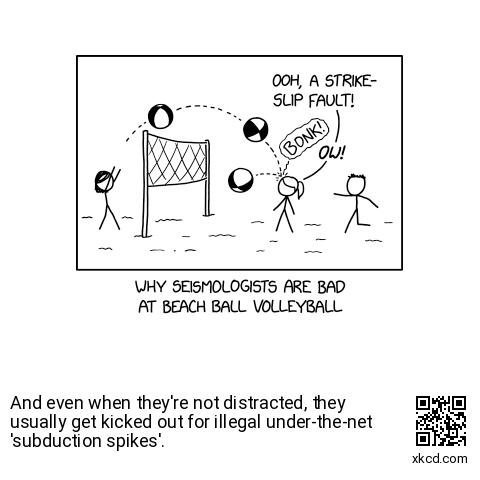 OOH, A STRIKE-
SLIP FAULT!
BONK!
OW!
WHY SEISMOLOGISTS ARE BAD
AT BEACH BALL VOLLEYBALL
And even when they're not distracted, they
usually get kicked out for illegal under-the-net
'subduction spikes'.
xkcd.com